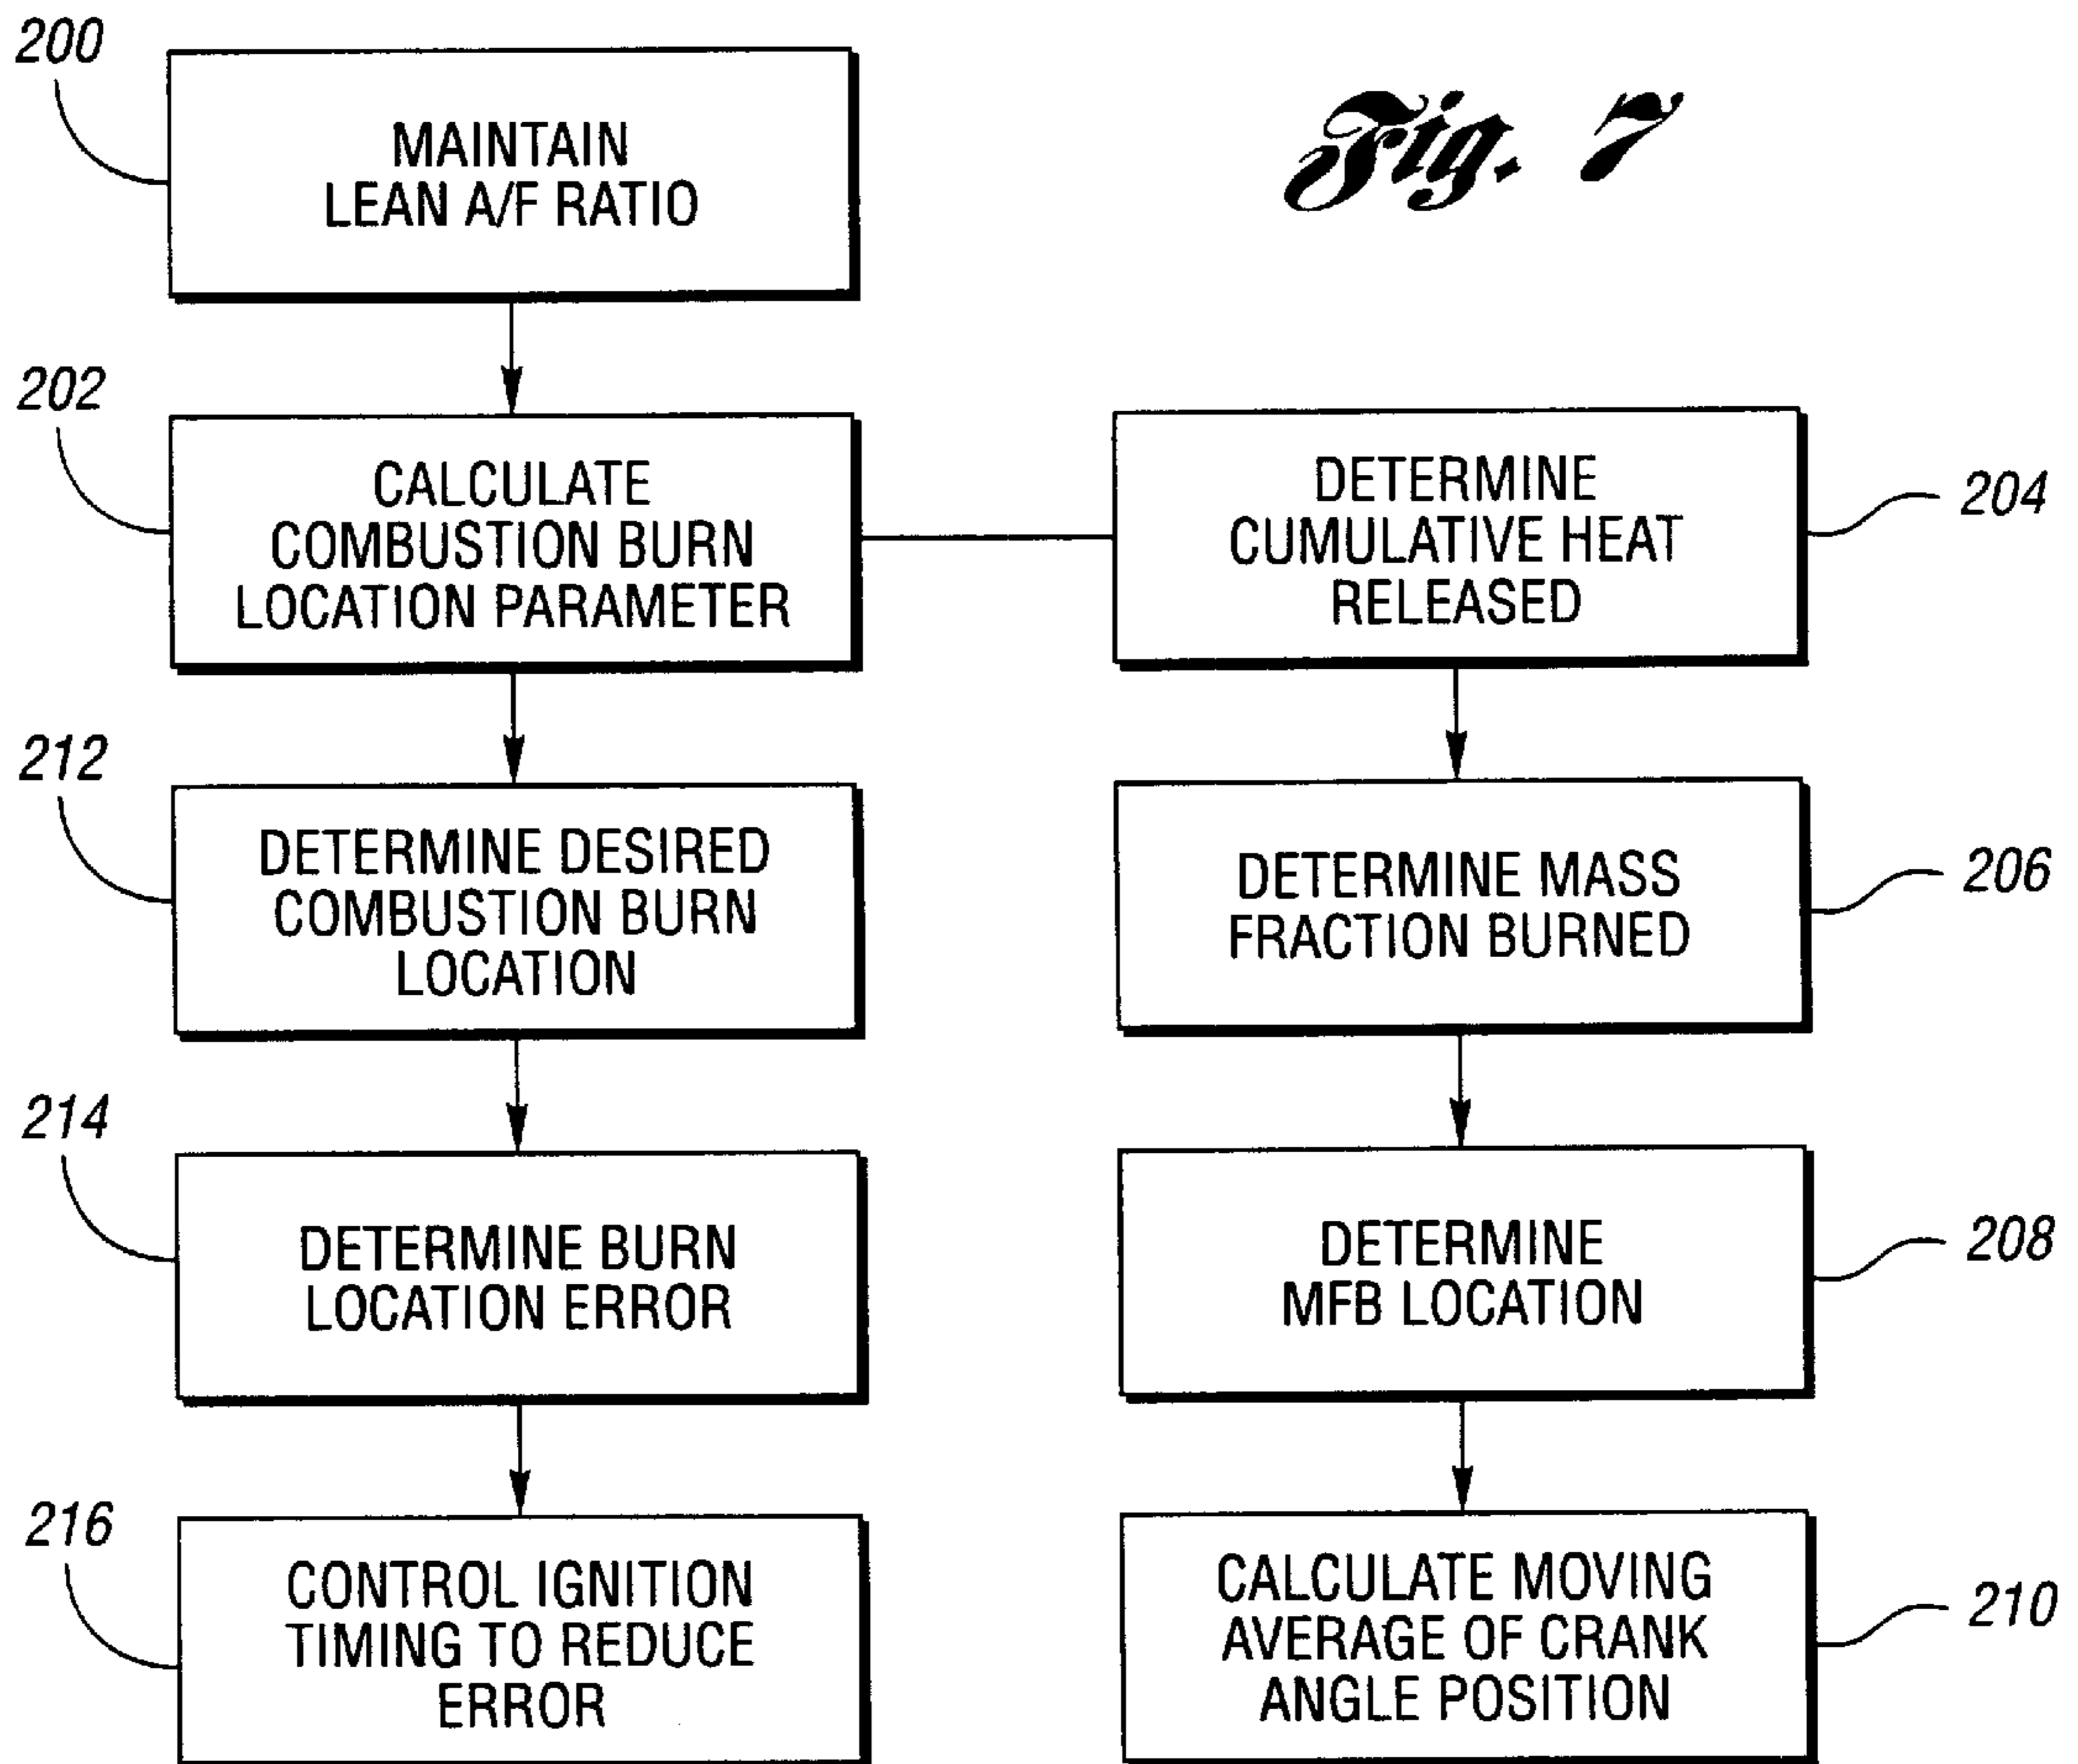 Fig. 7
200
MAINTAIN
LEAN A/F RATIO
202
CALCULATE
COMBUSTION BURN
LOCATION PARAMETER
204
DETERMINE
CUMULATIVE HEAT
RELEASED
212
DETERMINE DESIRED
COMBUSTION BURN
LOCATION
206
DETERMINE MASS
FRACTION BURNED
214
DETERMINE BURN
LOCATION ERROR
208
DETERMINE
MFB LOCATION
216
CONTROL IGNITION
TIMING TO REDUCE
ERROR
210
CALCULATE MOVING
AVERAGE OF CRANK
ANGLE POSITION